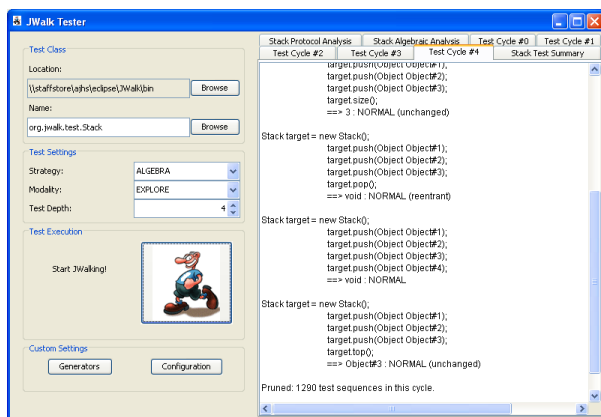 JWalk Tester
Test Class
Location:
\\staffstore\ajhs\eclipse\JWalk\bin
Browse
Name:
org.jwalk.test.Stack
Browse
Test Settings
Strategy:
ALGEBRA
Modality:
EXPLORE
Test Depth:
4
Test Execution
Start JWalking!
Custom Settings
Generators
Configuration
Stack Protocol Analysis
Stack Algebraic Analysis
Test Cycle #0
Test Cycle #1
Test Cycle #2
Test Cycle #3
Test Cycle #4
Stack Test Summary
target.push(Object Object#1);
target.push(Object Object#2);
target.push(Object Object#3);
target.size();
==> 3 : NORMAL (unchanged)
Stack target = new Stack();
target.push(Object Object#1);
target.push(Object Object#2);
target.push(Object Object#3);
target.pop();
==> void : NORMAL (reentrant)
Stack target = new Stack();
target.push(Object Object#1);
target.push(Object Object#2);
target.push(Object Object#3);
target.push(Object Object#4);
==> void : NORMAL
Stack target = new Stack();
target.push(Object Object#1);
target.push(Object Object#2);
target.push(Object Object#3);
target.top();
==> Object#3 : NORMAL (unchanged)
Pruned: 1290 test sequences in this cycle.